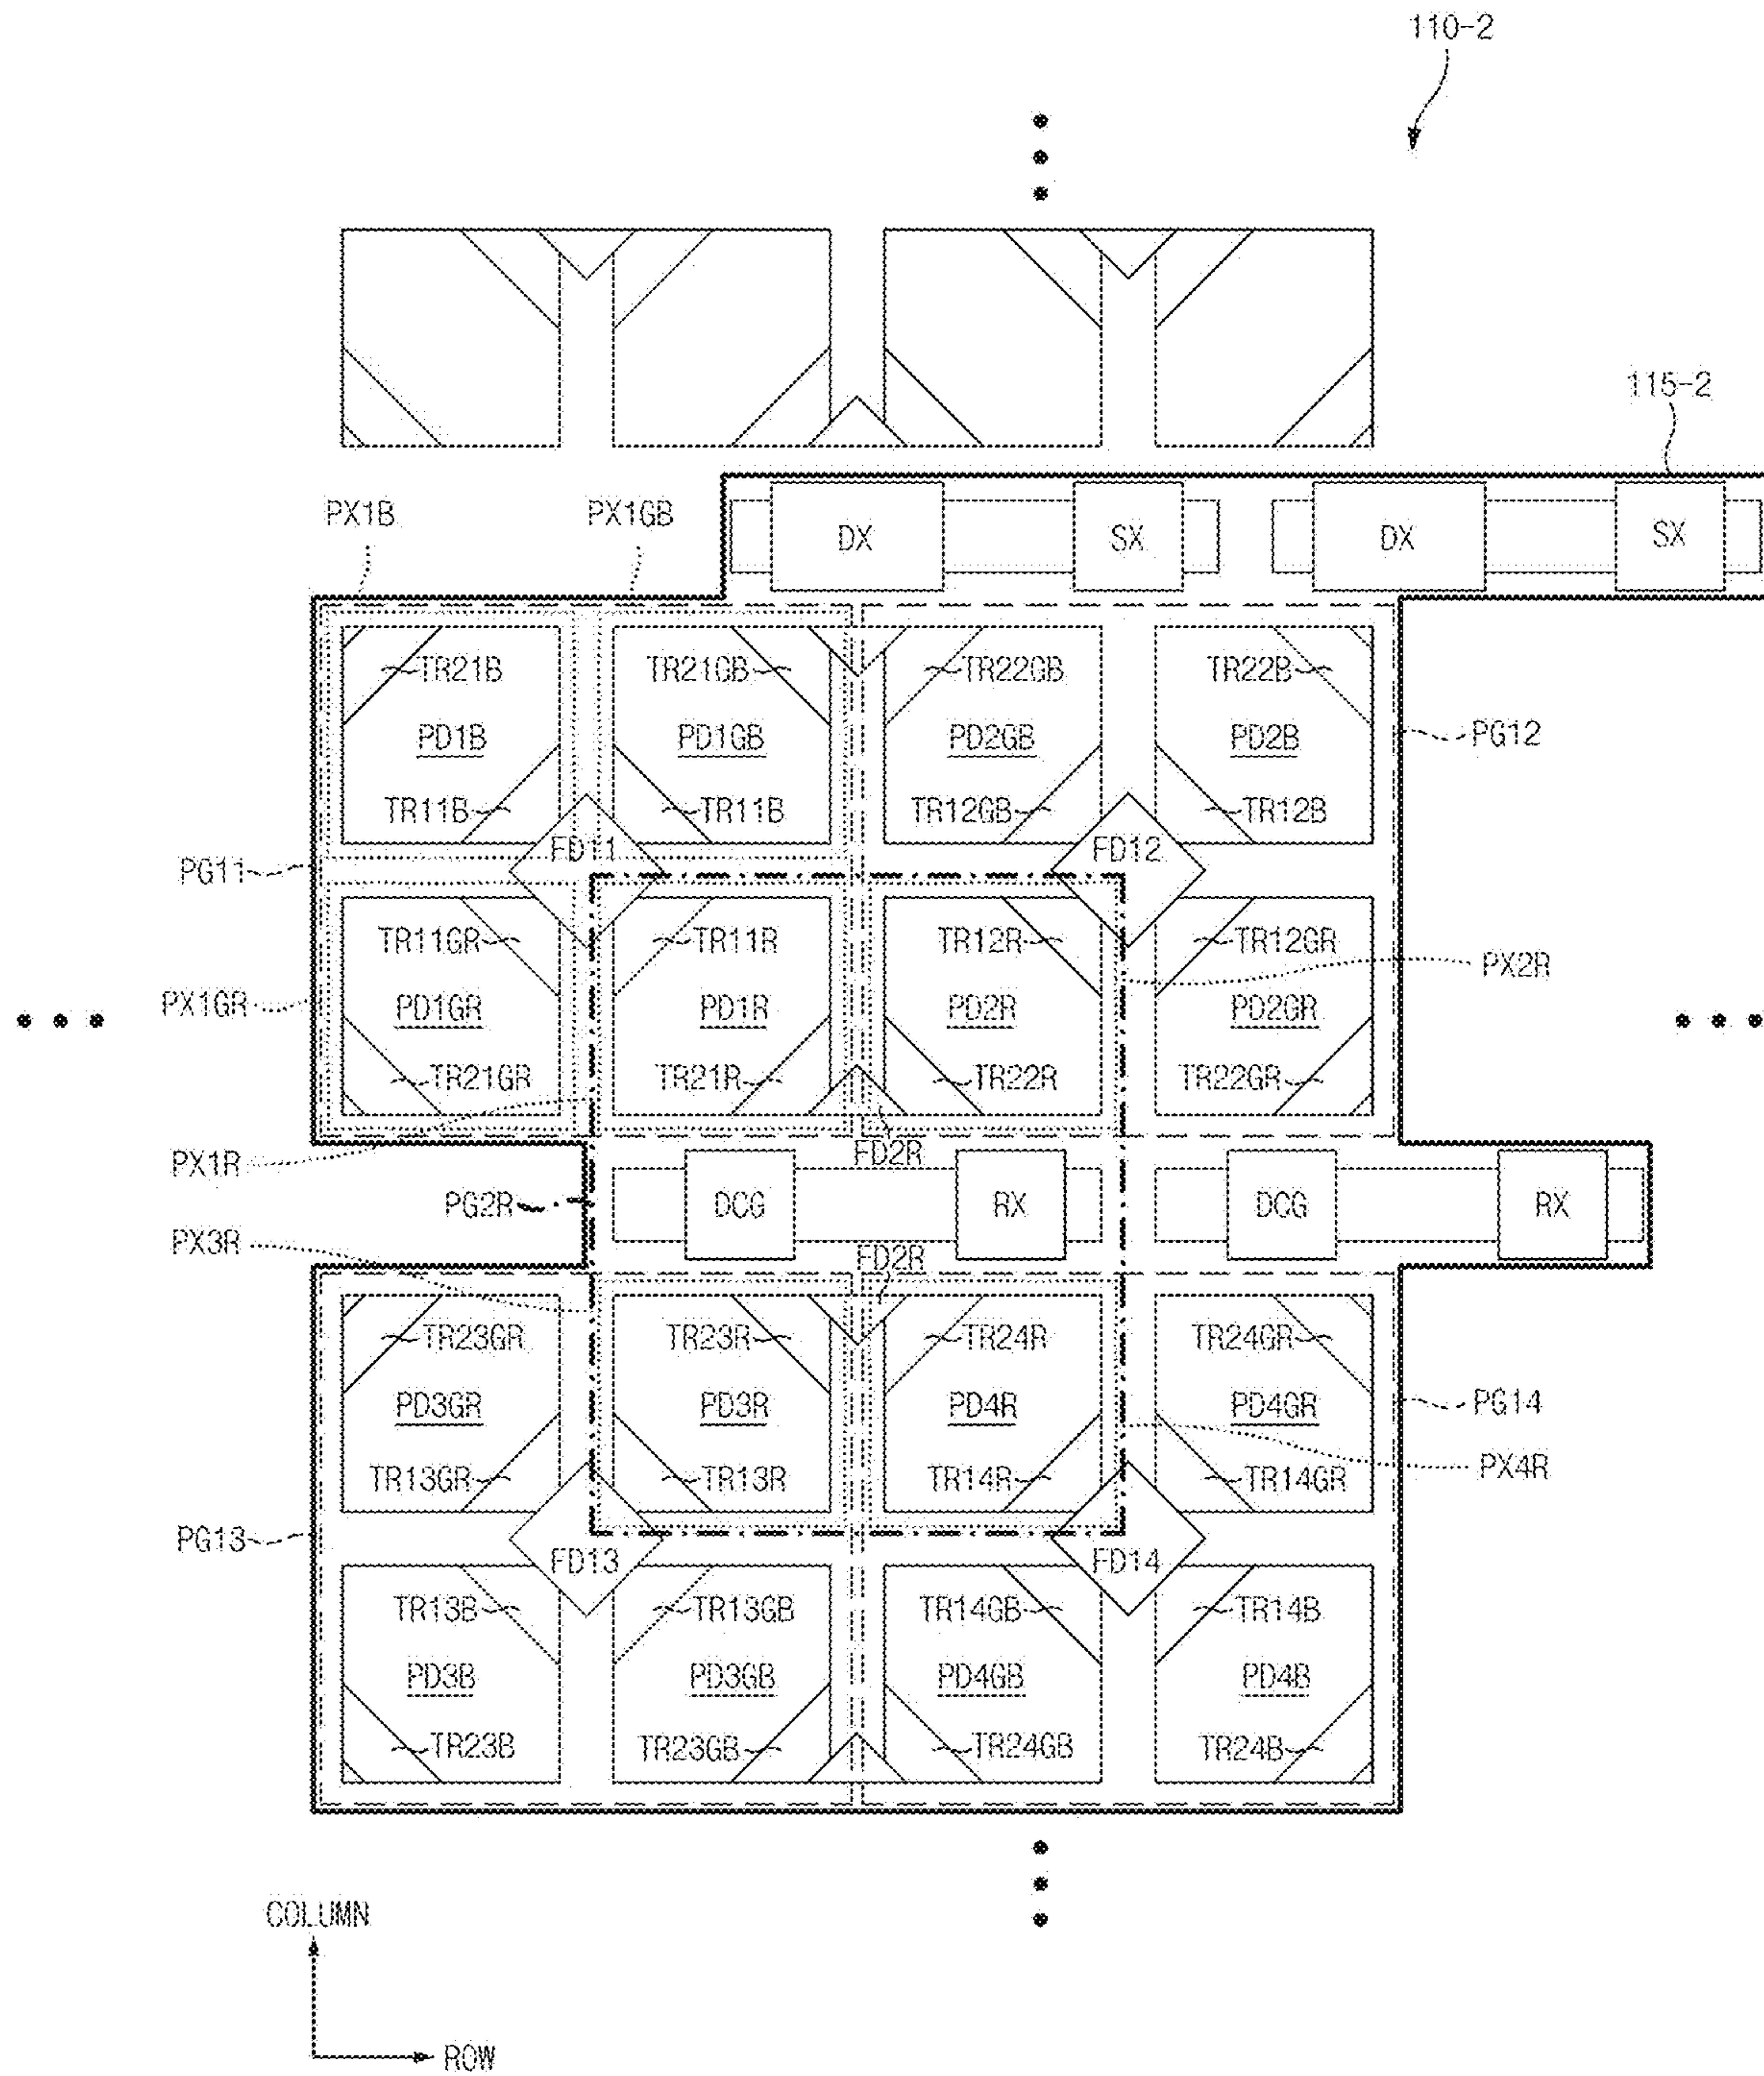 110-2
115-2
PX1B PX1GB
DX SX DX SX
TR21B TR21GB TR22GB TR22B
PD1B PD1GB PD2GB PD2B PG12
TR11B TR11B TR12GB TR12B
PG11 FD11 FD12
TR11GR TR11R TR12R TR12GR
PX2R
PX1GR PD1GR PD1R PD2R PD2GR
TR21GR TR21R TR22R TR22GR
PX1R FD2R
PG2R DCG RX DCG RX
PX3R FD2R
TR23GR TR23R TR24R TR24GR
PD3GR PD3R PD4R PD4GR PG14
TR13GR TR13R TR14R TR14GR PX4R
PG13 FD13 FD14
TR13B TR13GB TR14GB TR14B
PD3B PD3GB PD4GB PD4B
TR23B TR23GB TR24GB TR24B
COLUMN
ROW